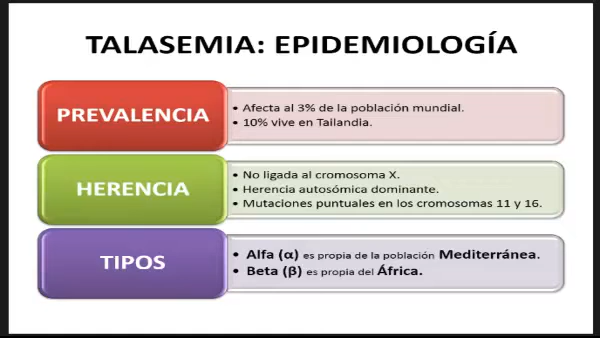 TALASEMIA: EPIDEMIOLOGÍA
PREVALENCIA
• Afecta al 3% de la población mundial.
• 10% vive en Tailandia.
HERENCIA
• No ligada al cromosoma X.
• Herencia autosómica dominante.
• Mutaciones puntuales en los cromosomas 11 y 16.
TIPOS
• Alfa (α) es propia de la población Mediterránea.
• Beta (β) es propia del África.